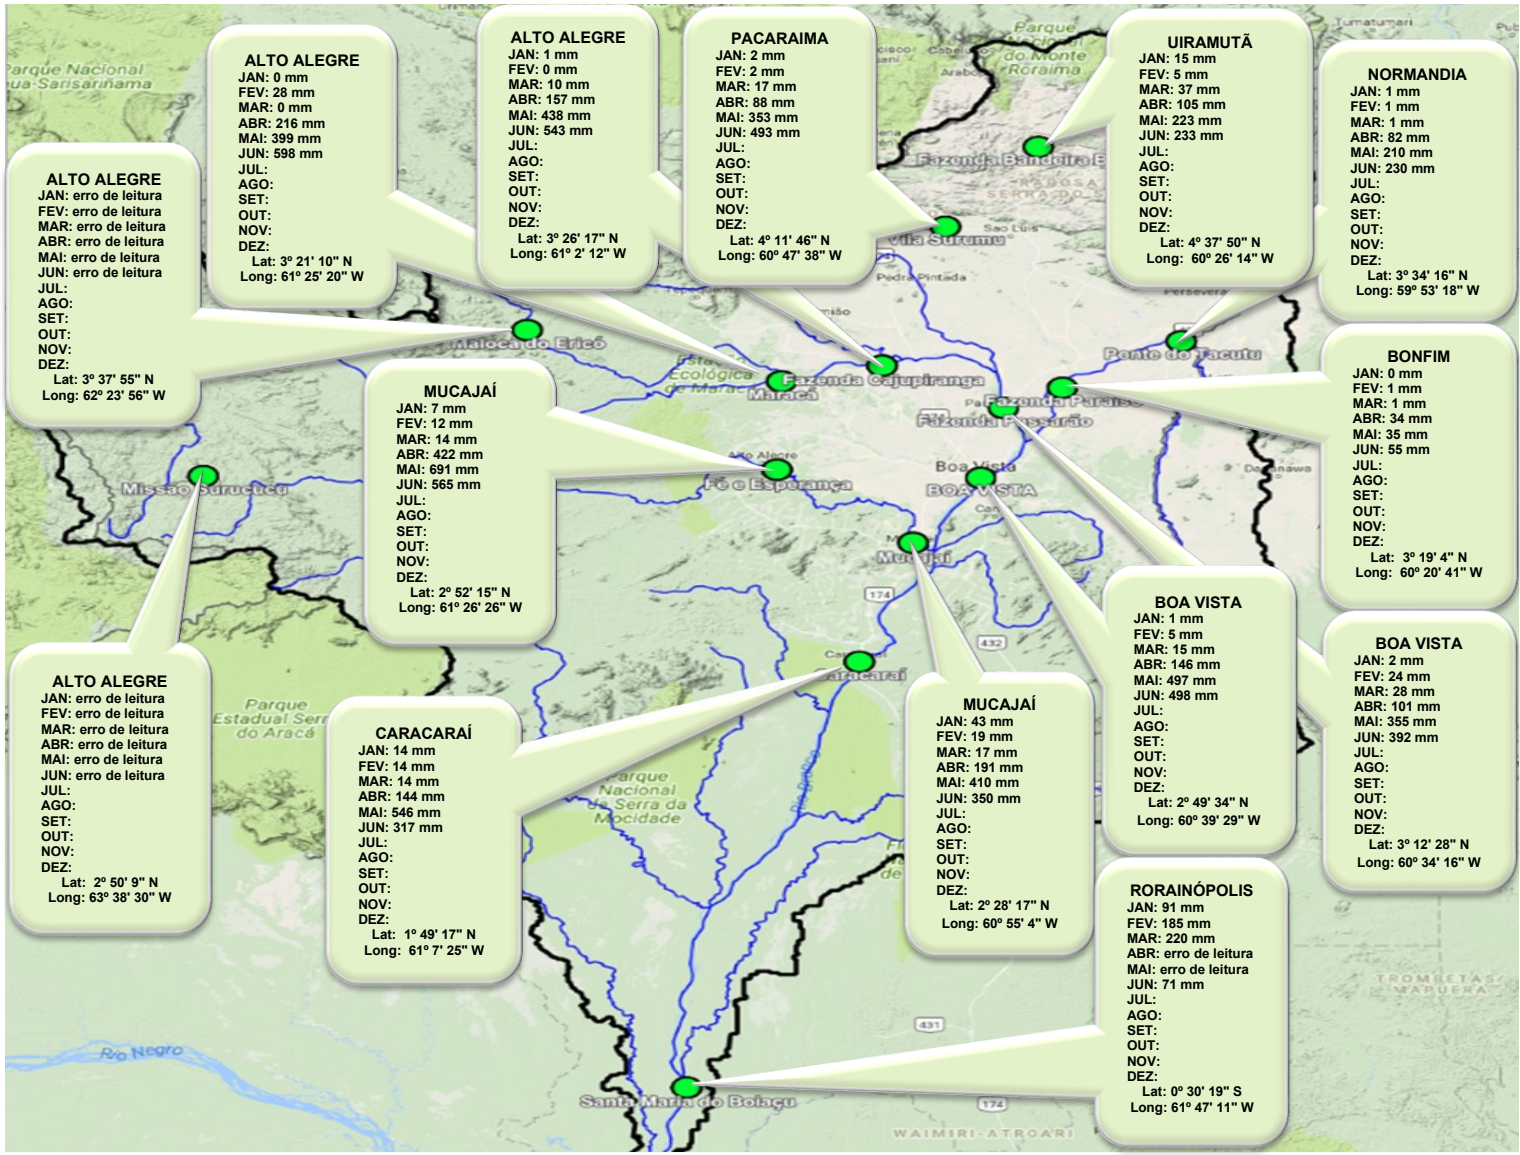 ALTO ALEGRE
JAN: erro de leitura
FEV: erro de leitura
MAR: erro de leitura
ABR: erro de leitura
MAI: erro de leitura
JUN: erro de leitura
JUL:
AGO:
SET:
OUT:
NOV:
DEZ:
Lat: 3º 37' 55" N
Long: 62º 23' 56" W
ALTO ALEGRE
JAN: 0 mm
FEV: 28 mm
MAR: 0 mm
ABR: 216 mm
MAI: 399 mm
JUN: 598 mm
JUL:
AGO:
SET:
OUT:
NOV:
DEZ:
Lat: 3º 21' 10" N
Long: 61º 25' 20" W
ALTO ALEGRE
JAN: 1 mm
FEV: 0 mm
MAR: 10 mm
ABR: 157 mm
MAI: 438 mm
JUN: 543 mm
JUL:
AGO:
SET:
OUT:
NOV:
DEZ:
Lat: 3º 26' 17" N
Long: 61º 2' 12" W
PACARAIMA
JAN: 2 mm
FEV: 2 mm
MAR: 17 mm
ABR: 88 mm
MAI: 353 mm
JUN: 493 mm
JUL:
AGO:
SET:
OUT:
NOV:
DEZ:
Lat: 4º 11' 46" N
Long: 60º 47' 38" W
UIRAMUTÃ
JAN: 15 mm
FEV: 5 mm
MAR: 37 mm
ABR: 105 mm
MAI: 223 mm
JUN: 233 mm
JUL:
AGO:
SET:
OUT:
NOV:
DEZ:
Lat: 4º 37' 50" N
Long: 60º 26' 14" W
NORMANDIA
JAN: 1 mm
FEV: 1 mm
MAR: 1 mm
ABR: 82 mm
MAI: 210 mm
JUN: 230 mm
JUL:
AGO:
SET:
OUT:
NOV:
DEZ:
Lat: 3º 34' 16" N
Long: 59º 53' 18" W
MUCAJAÍ
JAN: 7 mm
FEV: 12 mm
MAR: 14 mm
ABR: 422 mm
MAI: 691 mm
JUN: 565 mm
JUL:
AGO:
SET:
OUT:
NOV:
DEZ:
Lat: 2º 52' 15" N
Long: 61º 26' 26" W
BONFIM
JAN: 0 mm
FEV: 1 mm
MAR: 1 mm
ABR: 34 mm
MAI: 35 mm
JUN: 55 mm
JUL:
AGO:
SET:
OUT:
NOV:
DEZ:
Lat: 3º 19' 4" N
Long: 60º 20' 41" W
ALTO ALEGRE
JAN: erro de leitura
FEV: erro de leitura
MAR: erro de leitura
ABR: erro de leitura
MAI: erro de leitura
JUN: erro de leitura
JUL:
AGO:
SET:
OUT:
NOV:
DEZ:
Lat: 2º 50' 9" N
Long: 63º 38' 30" W
CARACARAÍ
JAN: 14 mm
FEV: 14 mm
MAR: 14 mm
ABR: 144 mm
MAI: 546 mm
JUN: 317 mm
JUL:
AGO:
SET:
OUT:
NOV:
DEZ:
Lat: 1º 49' 17" N
Long: 61º 7' 25" W
MUCAJAÍ
JAN: 43 mm
FEV: 19 mm
MAR: 17 mm
ABR: 191 mm
MAI: 410 mm
JUN: 350 mm
JUL:
AGO:
SET:
OUT:
NOV:
DEZ:
Lat: 2º 28' 17" N
Long: 60º 55' 4" W
BOA VISTA
JAN: 1 mm
FEV: 5 mm
MAR: 15 mm
ABR: 146 mm
MAI: 497 mm
JUN: 498 mm
JUL:
AGO:
SET:
OUT:
NOV:
DEZ:
Lat: 2º 49' 34" N
Long: 60º 39' 29" W
BOA VISTA
JAN: 2 mm
FEV: 24 mm
MAR: 28 mm
ABR: 101 mm
MAI: 355 mm
JUN: 392 mm
JUL:
AGO:
SET:
OUT:
NOV:
DEZ:
Lat: 3º 12' 28" N
Long: 60º 34' 16" W
RORAINÓPOLIS
JAN: 91 mm
FEV: 185 mm
MAR: 220 mm
ABR: erro de leitura
MAI: erro de leitura
JUN: 71 mm
JUL:
AGO:
SET:
OUT:
NOV:
DEZ:
Lat: 0º 30' 19" S
Long: 61º 47' 11" W
Parque Nacional
Parque
do Monte
Roraima
Tumatumari
Fazenda Bandeira B
Vila Surumu
Sao Luis
Pedra Pintada
Maloca do Ericó
Ecológica
de Maracá
Maracá
Fazenda Cajupiranga
Ponte do Tacutu
Fazenda Paraíso
Fazenda Passarão
Alto Alegre
Fé e Esperança
Boa Vista
BOA VISTA
Missão Surucucu
Mucajaí
174
432
Caracaraí
Parque
Estadual Serra
do Aracá
Parque
Nacional
da Serra da
Mocidade
Rio Branco
Rio Negro
431
174
Santa Maria do Boiaçu
TROMBETAS/
MAPUERA
WAIMIRI-ATROARI